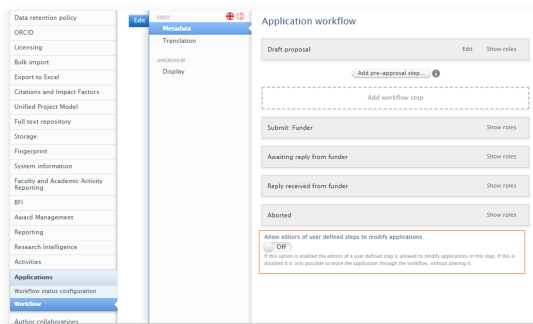 Data retention policy
ORCID
Licensing
Bulk import
Export to Excel
Citations and Impact Factors
Unified Project Model
Full text repository
Storage
Fingerprint
System information
Faculty and Academic Activity
Reporting
BFI
Award Management
Reporting
Research Intelligence
Activities
Applications
Workflow status configuration
Workflow
Author collaborations
Edit
EDIT
Metadata
Translation
OVERVIEW
Display
Application workflow
Draft proposal Edit Show roles
Add pre-approval step... i
Add workflow step
Submit: Funder Show roles
Awaiting reply from funder Show roles
Reply received from funder Show roles
Aborted Show roles
Allow editors of user defined steps to modify applications
Off
If this option is enabled the editors of a user defined step is allowed to modify applications in this step. If this is
disabled it is only possible to move the application through the workflow, without altering it.